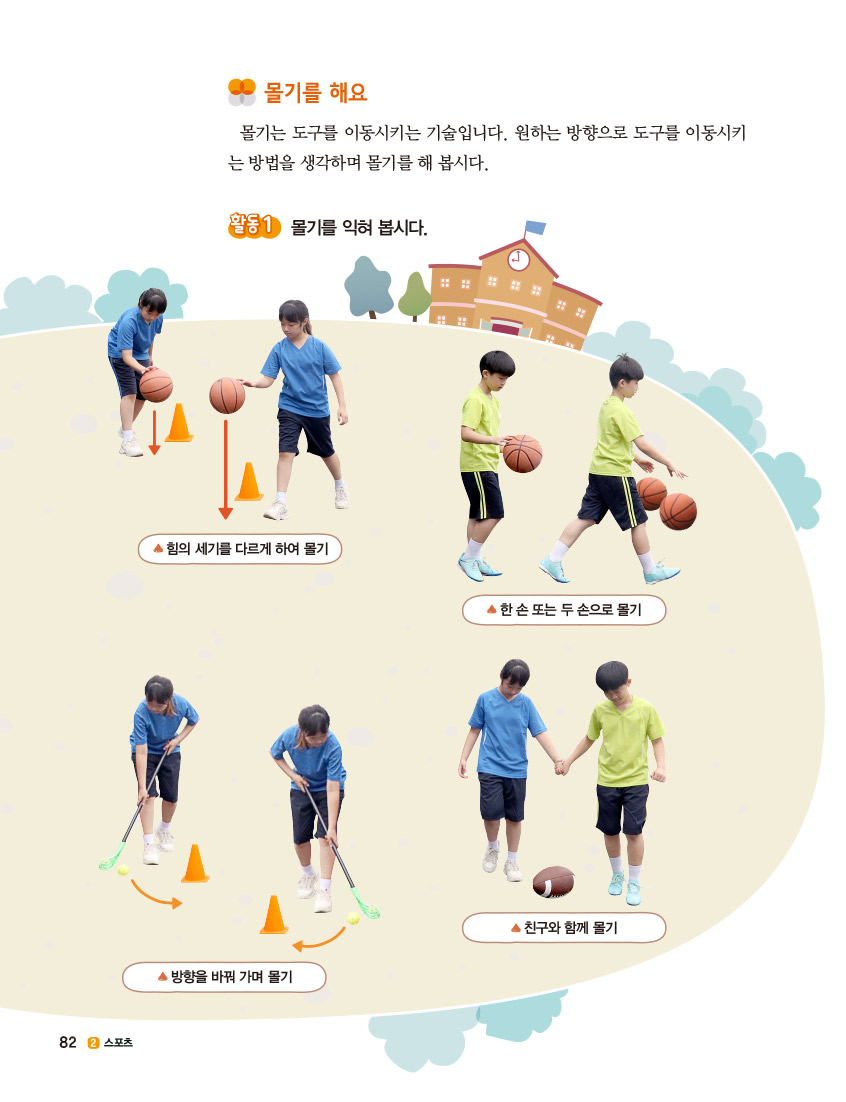 몰기를 해요
몰기는 도구를 이동시키는 기술입니다. 원하는 방향으로 도구를 이동시키
는 방법을 생각하며 몰기를 해 봅시다.
활동1 몰기를 익혀 봅시다.
▲ 힘의 세기를 다르게 하여 몰기
▲ 한 손 또는 두 손으로 몰기
▲ 친구와 함께 몰기
▲ 방향을 바꿔 가며 몰기
82 2 스포츠